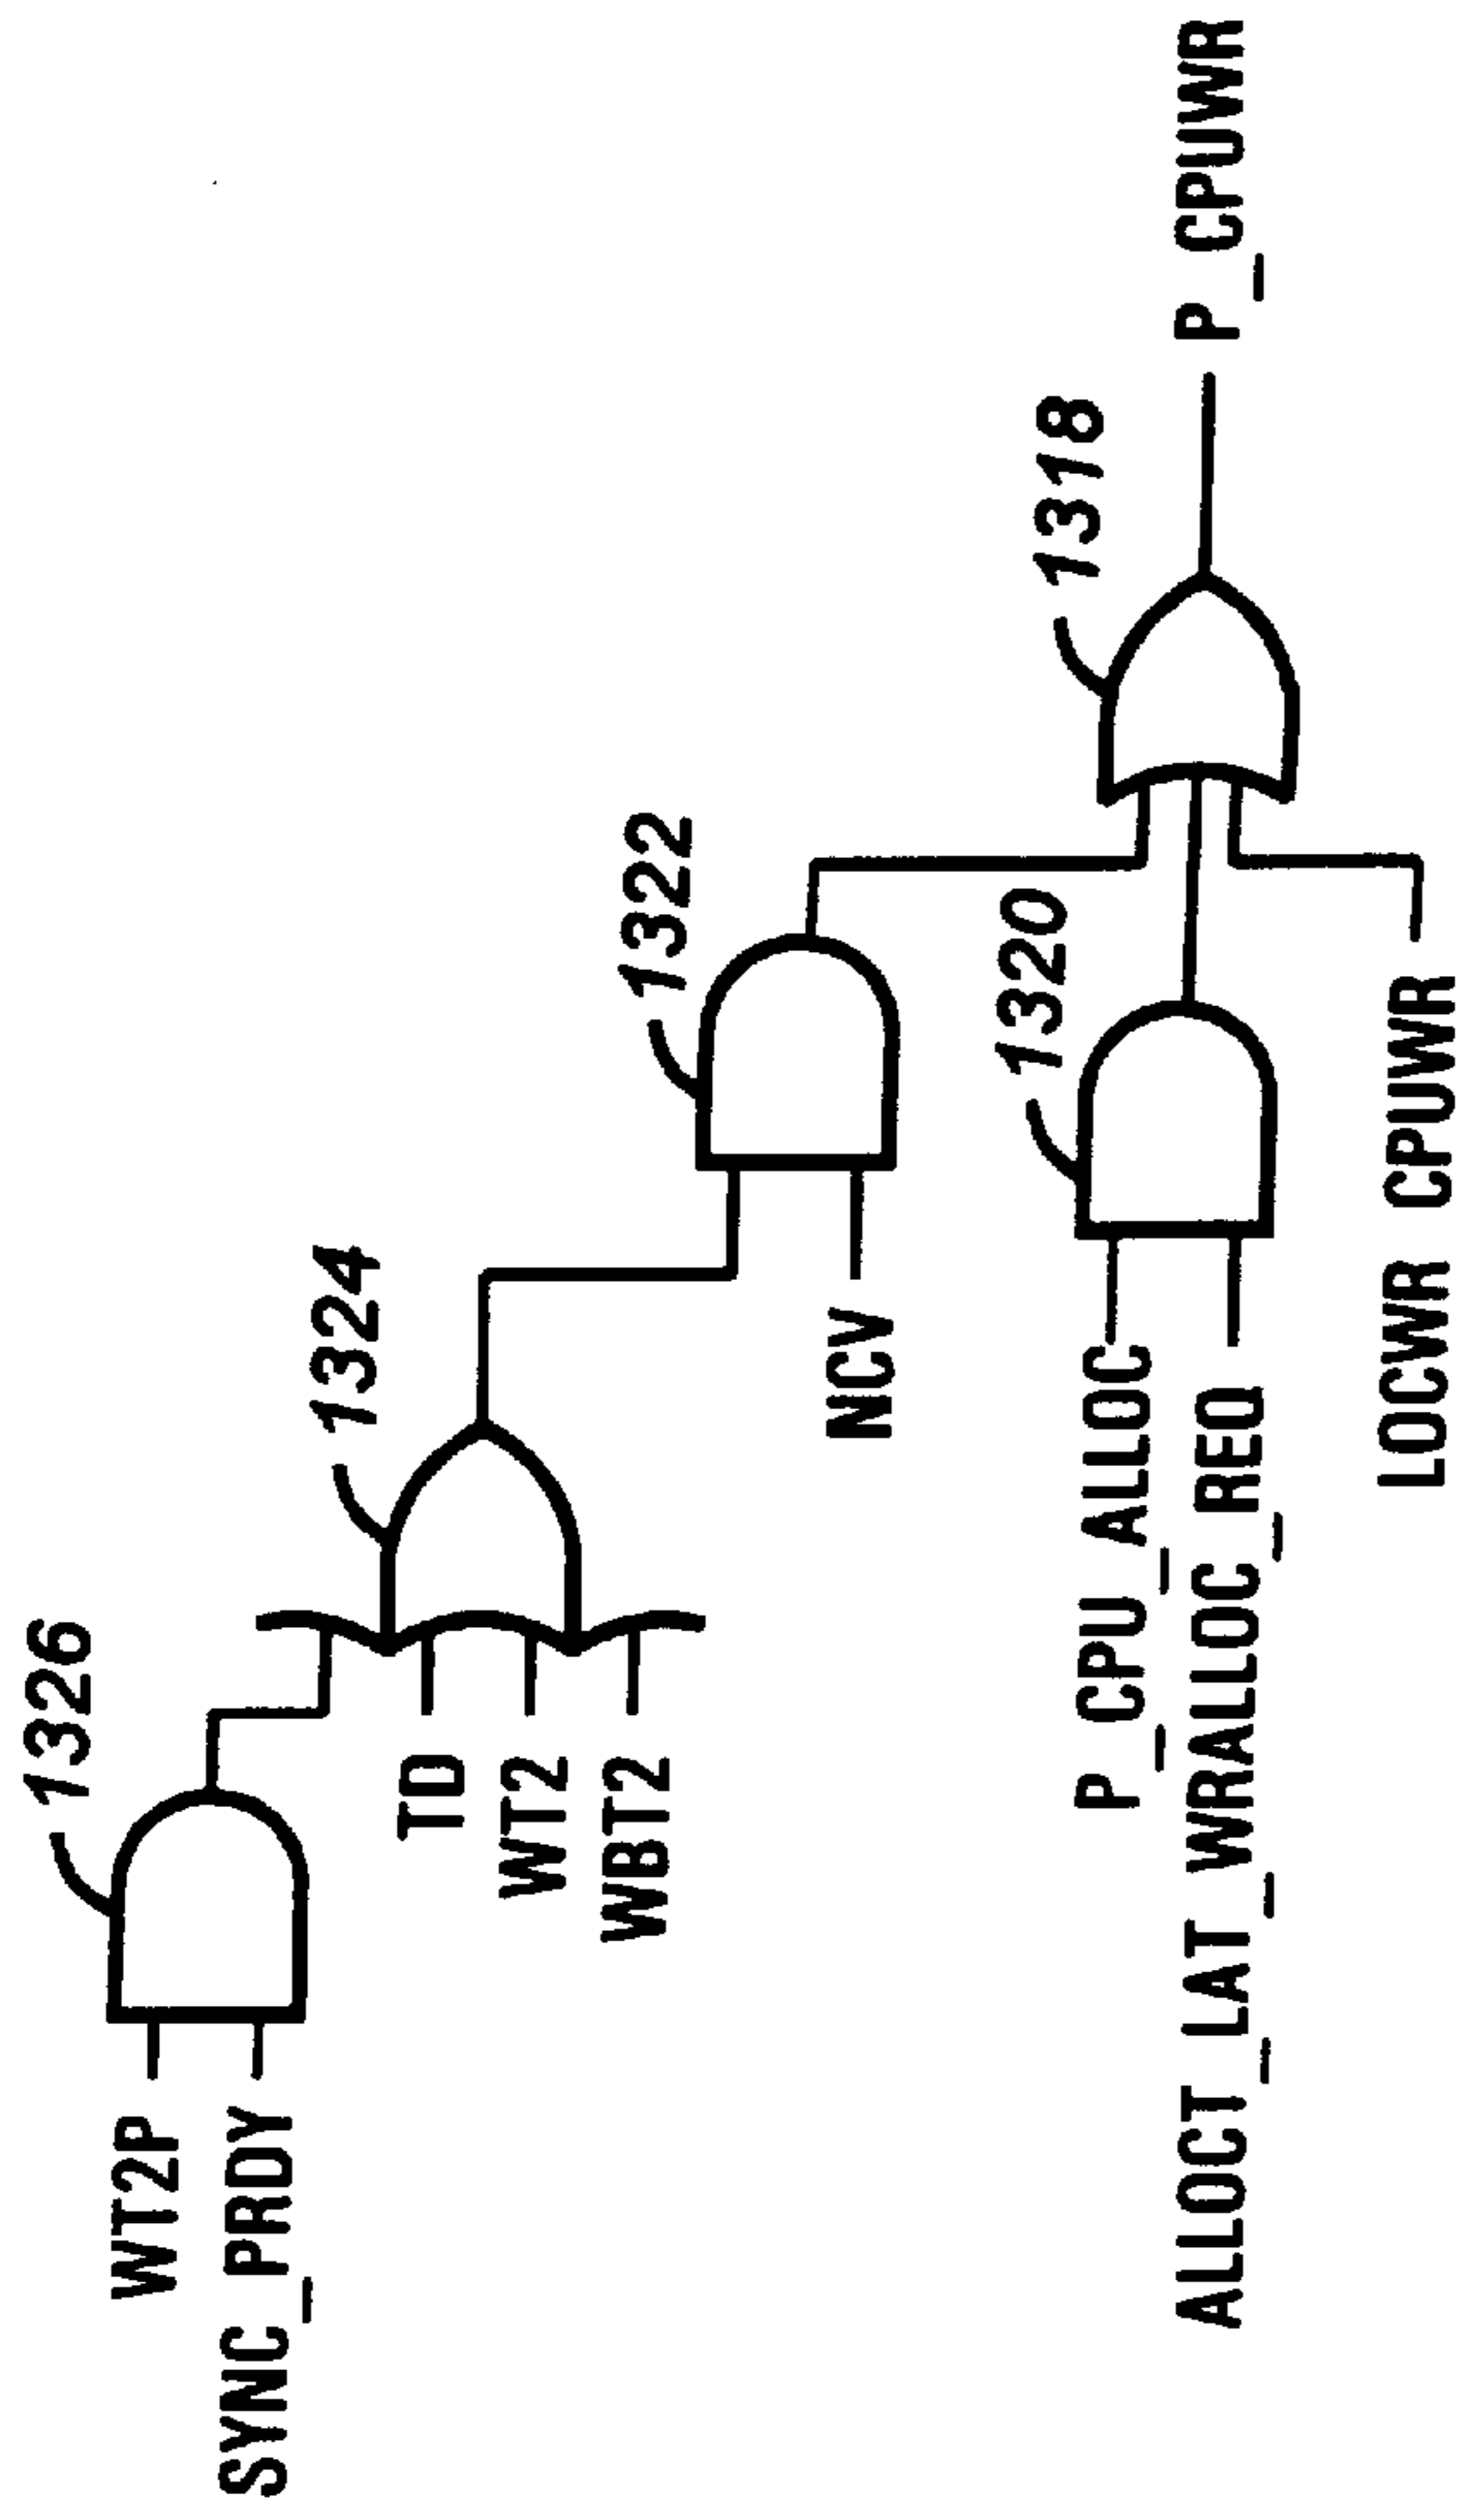 1326
WT2P
SYNC_PRDY
1324
TD
WT2
WBT2
1322
NCV
1318
P_CPUWR
1320
P_CPU_ALLOC
ALLOCT_LAT_WRALLOC_REQ
LOCWR CPUWR